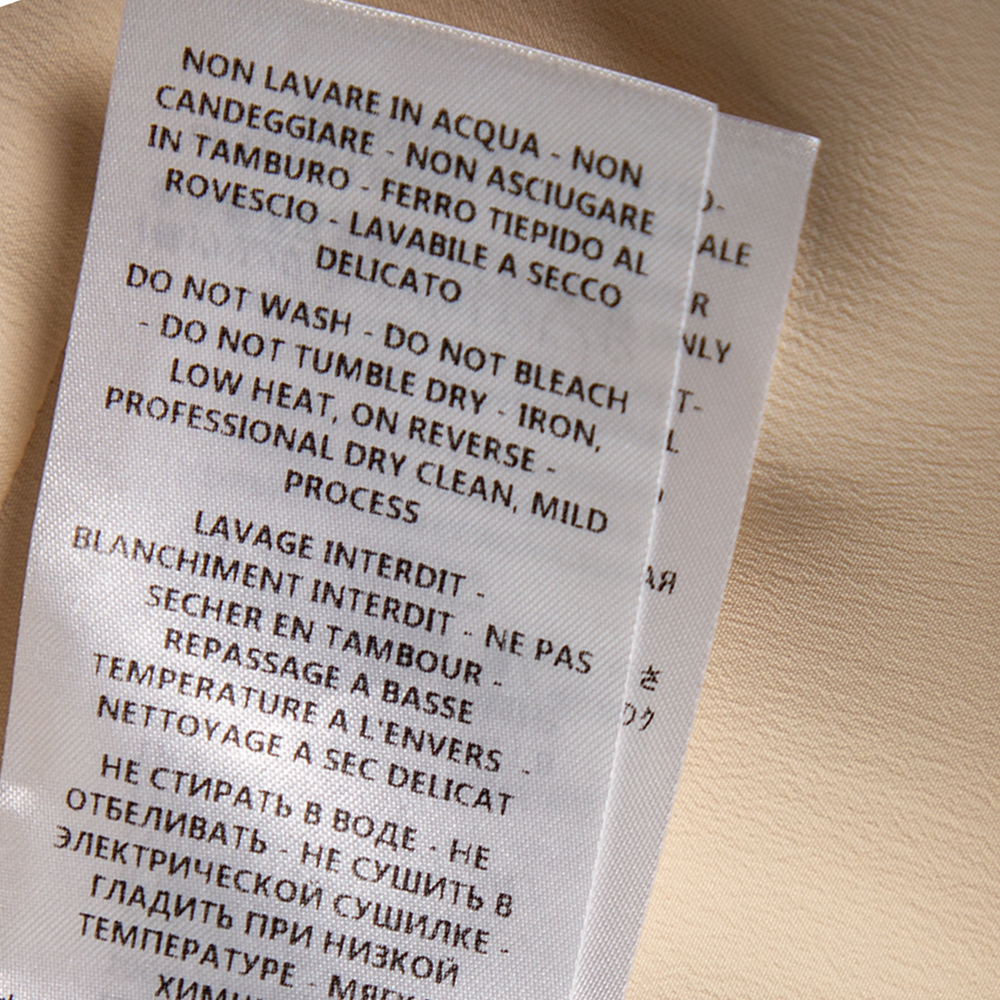 NON LAVARE IN ACQUA - NON
CANDEGGIARE - NON ASCIUGARE
IN TAMBURO - FERRO TIEPIDO AL
ROVESCIO - LAVABILE A SECCO
DELICATO
DO NOT WASH - DO NOT BLEACH
- DO NOT TUMBLE DRY - IRON,
LOW HEAT, ON REVERSE -
PROFESSIONAL DRY CLEAN, MILD
PROCESS
LAVAGE INTERDIT -
BLANCHIMENT INTERDIT - NE PAS
SECHER EN TAMBOUR -
REPASSAGE A BASSE
TEMPERATURE A L'ENVERS -
NETTOYAGE A SEC DELICAT
НЕ СТИРАТЬ В ВОДЕ - НЕ
ОТБЕЛИВАТЬ - НЕ СУШИТЬ В
ЭЛЕКТРИЧЕСКОЙ СУШИЛКЕ -
ГЛАДИТЬ ПРИ НИЗКОЙ
ТЕМПЕРАТУРЕ -